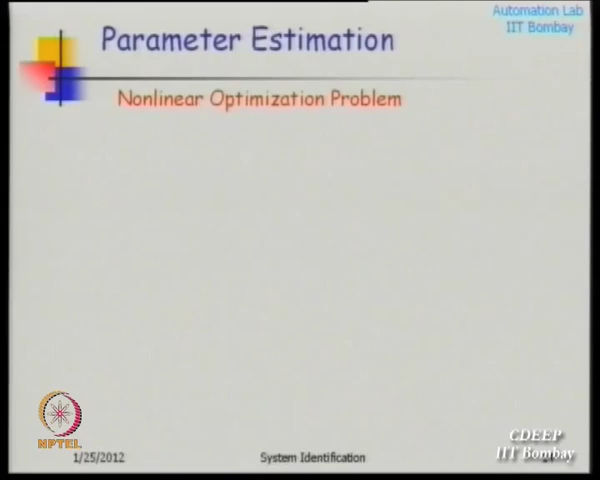 Automation Lab
IIT Bombay
Parameter Estimation
Nonlinear Optimization Problem
NPTEL
1/25/2012
System Identification
CDEEP
IIT Bombay